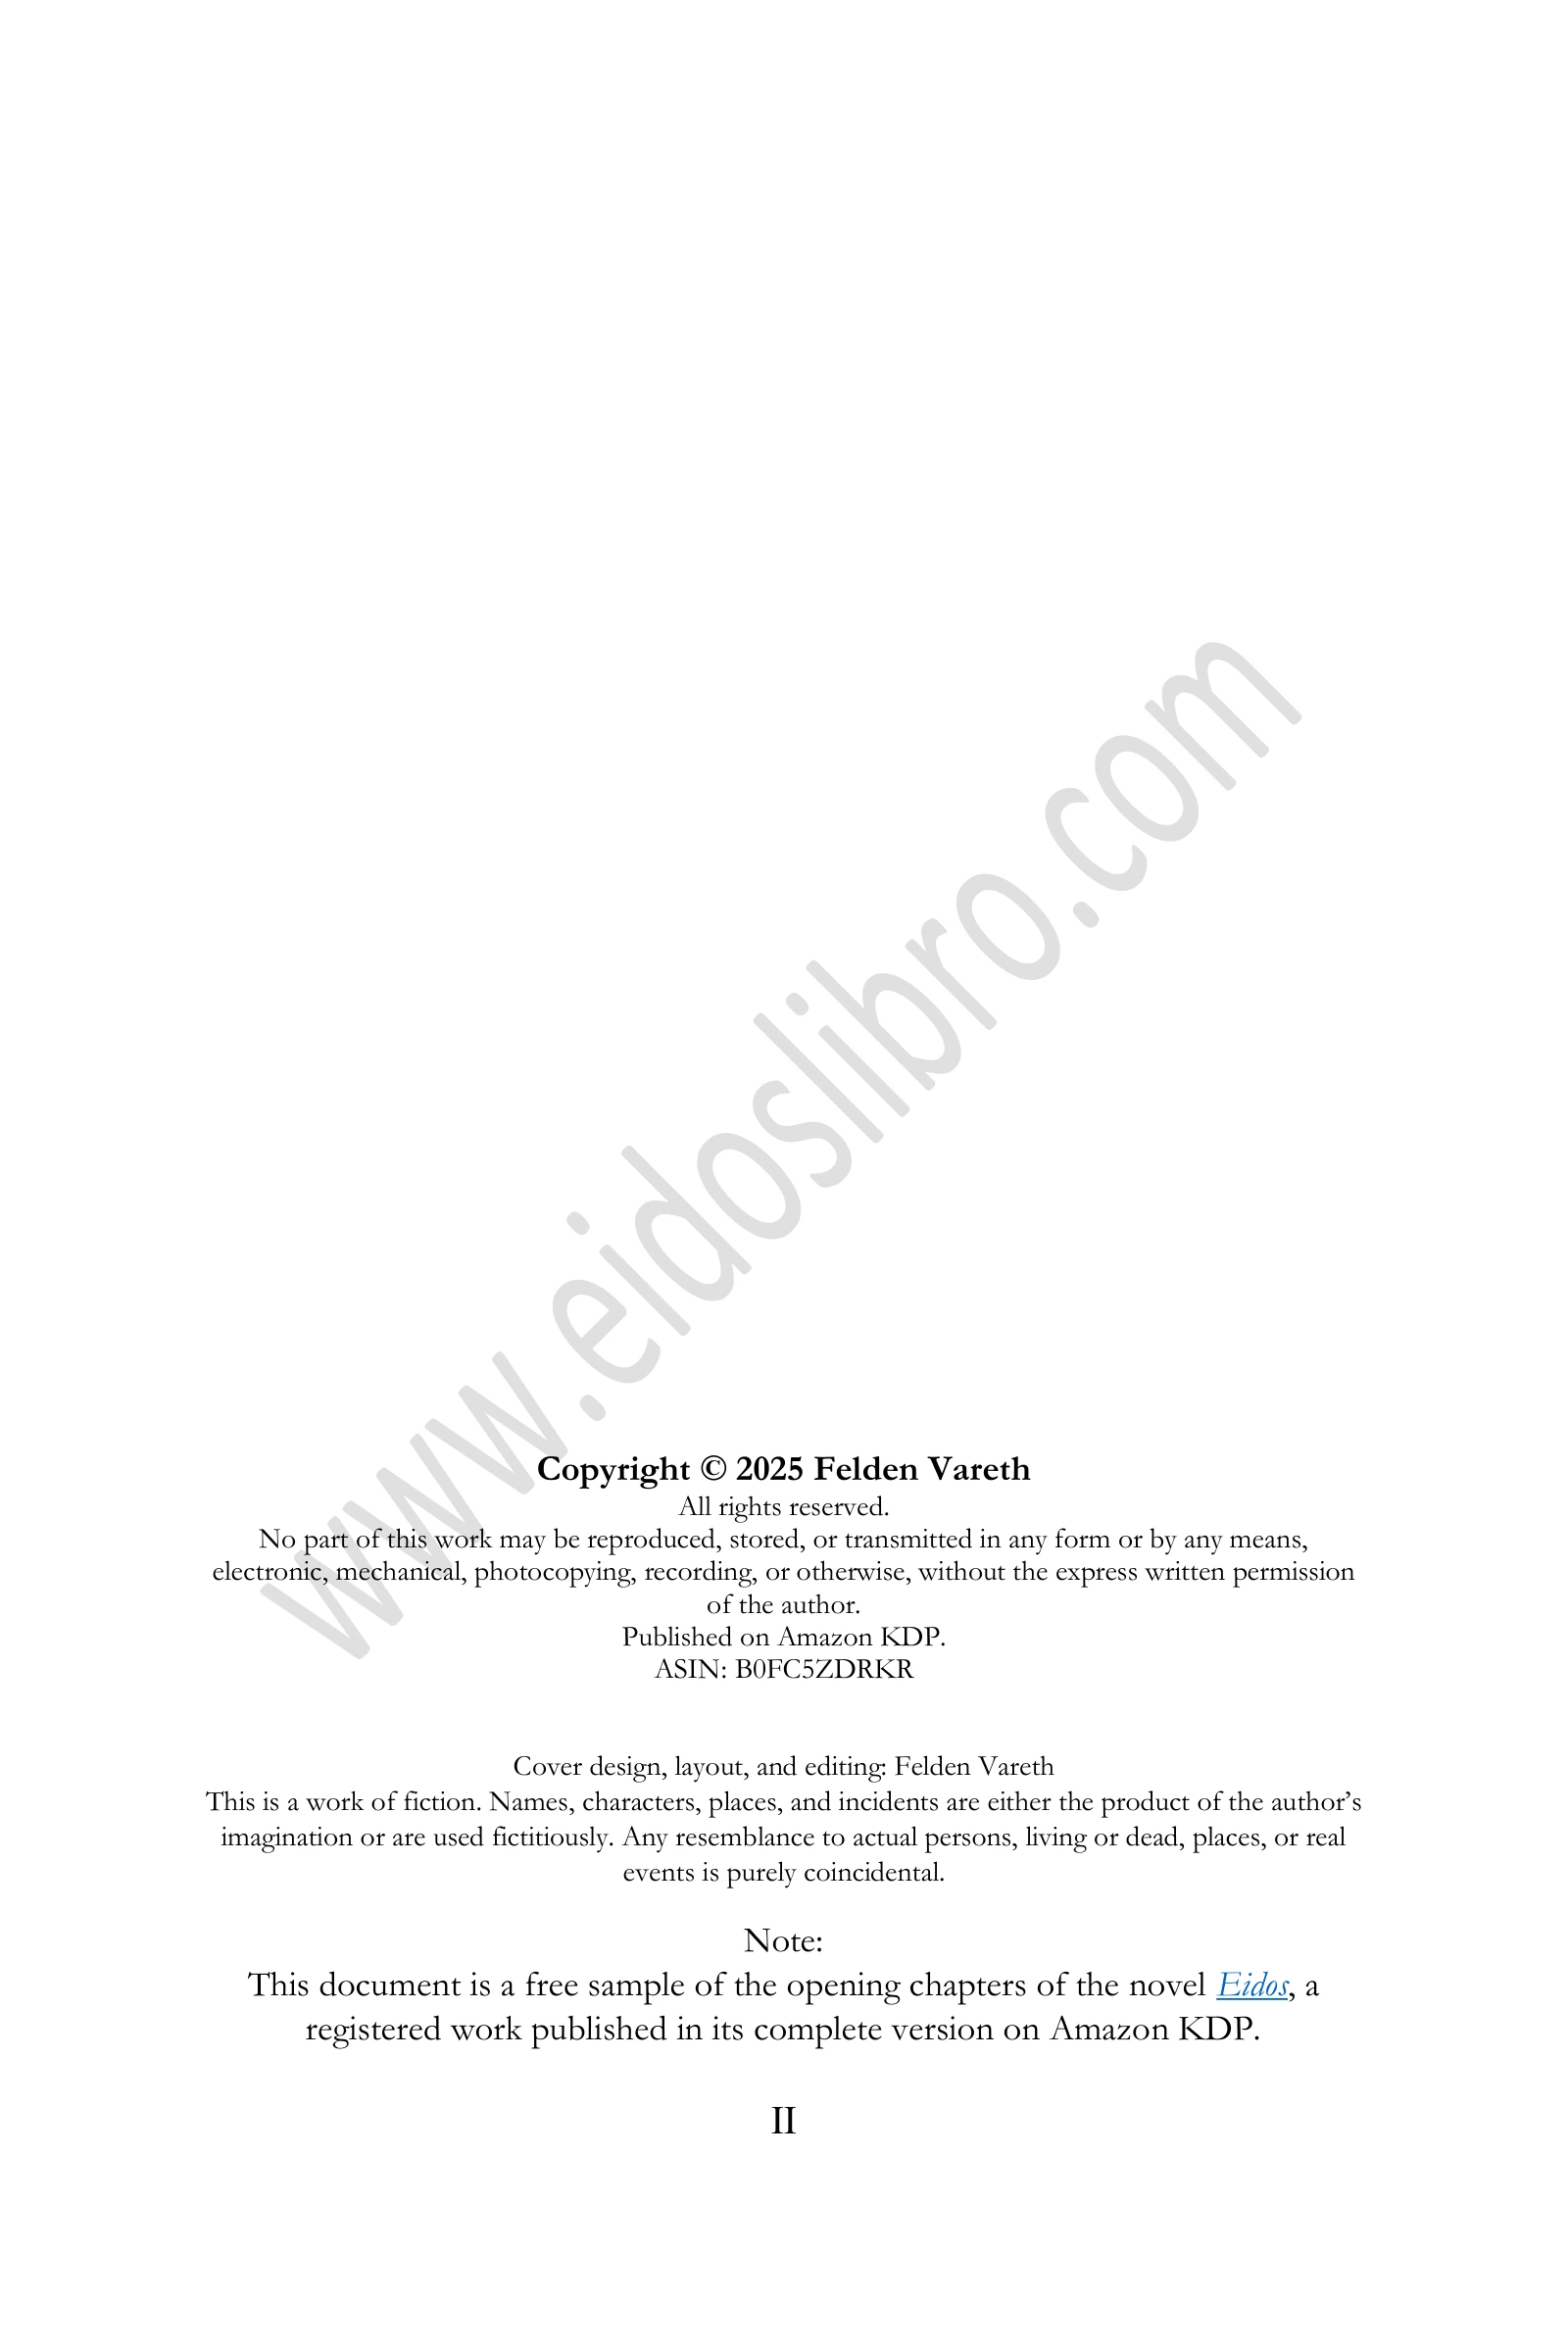 www.eidoslibro.com
Copyright © 2025 Felden Vareth
All rights reserved.
No part of this work may be reproduced, stored, or transmitted in any form or by any means,
electronic, mechanical, photocopying, recording, or otherwise, without the express written permission
of the author.
Published on Amazon KDP.
ASIN: B0FC5ZDRKR
Cover design, layout, and editing: Felden Vareth
This is a work of fiction. Names, characters, places, and incidents are either the product of the author’s
imagination or are used fictitiously. Any resemblance to actual persons, living or dead, places, or real
events is purely coincidental.
Note:
This document is a free sample of the opening chapters of the novel Eidos, a
registered work published in its complete version on Amazon KDP.
II